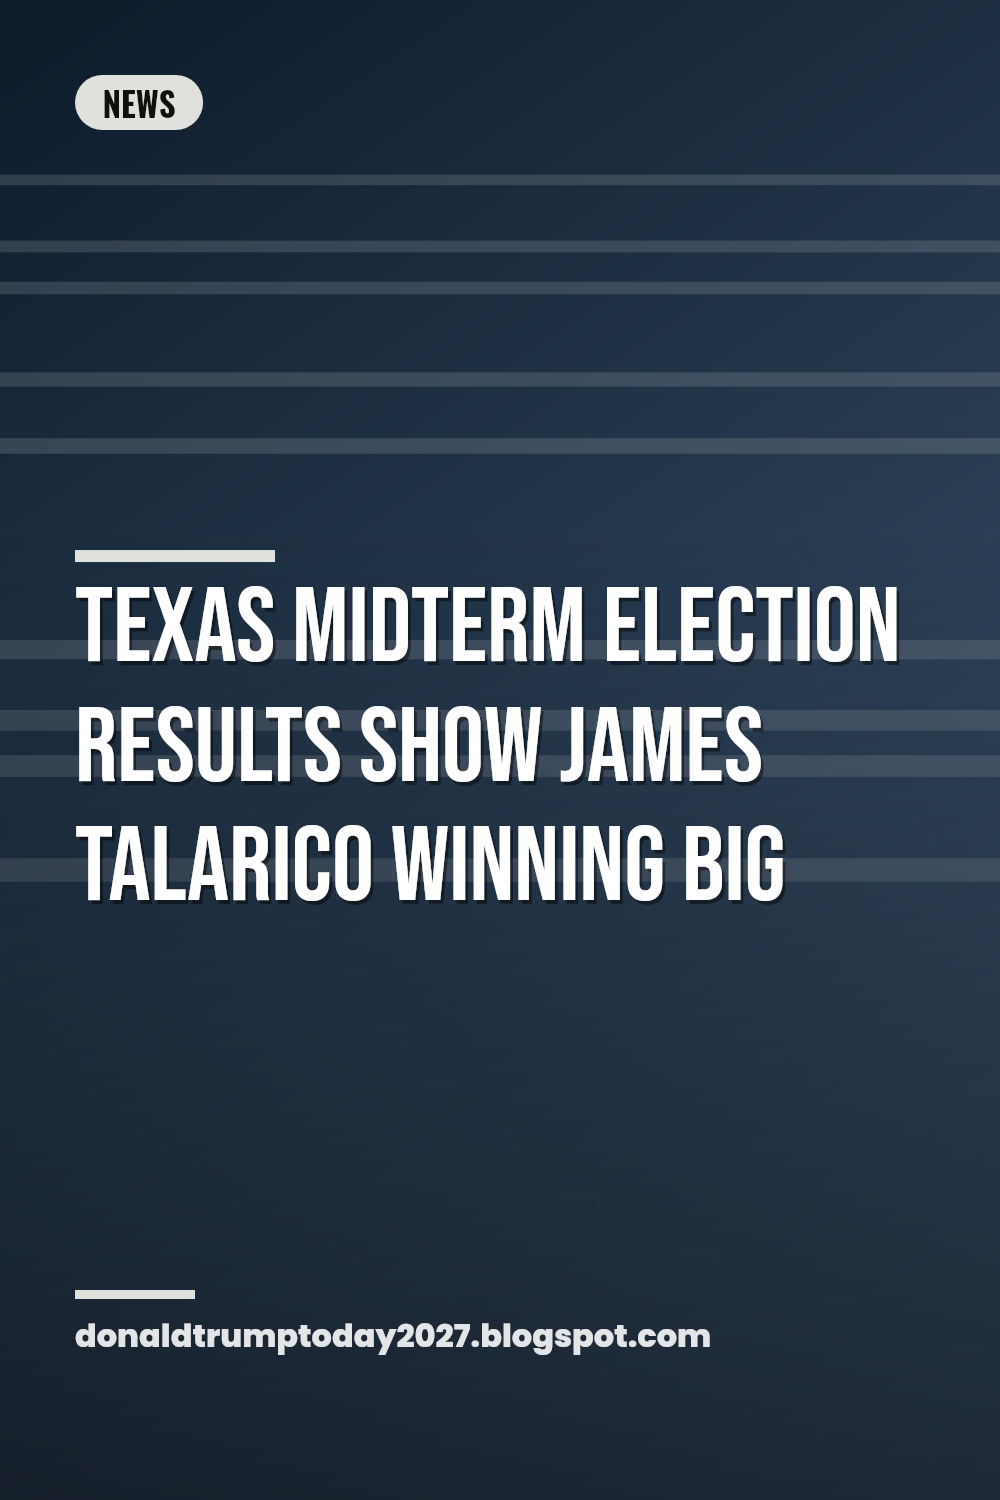 NEWS
TEXAS MIDTERM ELECTION
RESULTS SHOW JAMES
TALARICO WINNING BIG
donaldtrumptoday2027.blogspot.com